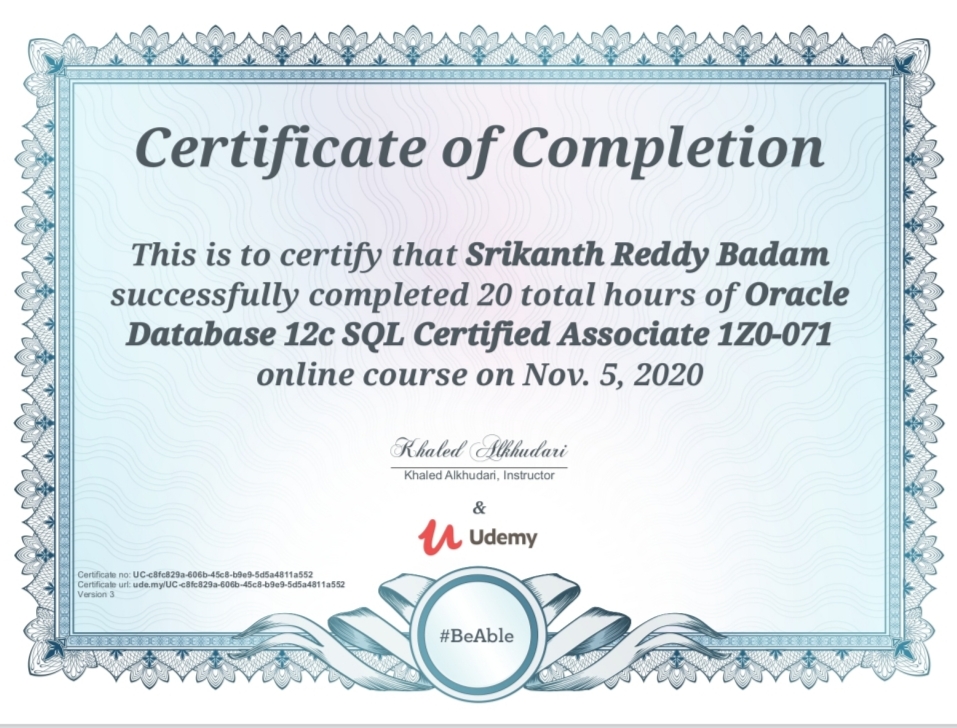 Certificate of Completion
This is to certify that Srikanth Reddy Badam
successfully completed 20 total hours of Oracle
Database 12c SQL Certified Associate 1Z0-071
online course on Nov. 5, 2020
Khaled Alkhudari
Khaled Alkhudari, Instructor
&
Udemy
Certificate no: UC-c8fc829a-606b-45c8-b9e9-5d5a4811a552
Certificate url: ude.my/UC-c8fc829a-606b-45c8-b9e9-5d5a4811a552
Version 3
#BeAble